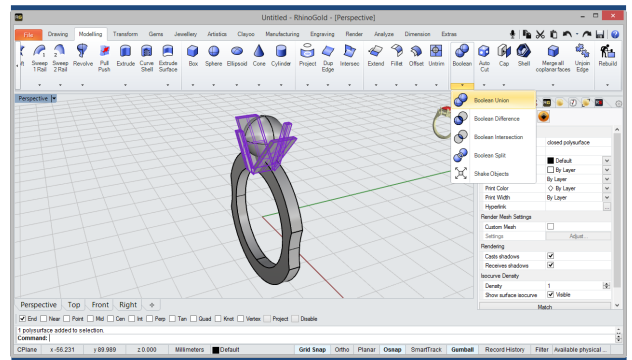 Untitled - RhinoGold - [Perspective]
File Drawing Modelling Transform Gems Jewellery Artistics Clayoo Manufacturing Engraving Render Analyze Dimension Extras
Sweep 1 Rail Sweep 2 Rail Revolve Pull Push Extrude Curve Shell Extrude Surface Box Sphere Ellipsoid Cone Cylinder Project Dup Edge Intersec Extend Fillet Offset Untrim Boolean Auto Cut Cap Shell Merge all coplanar faces Unjoin Edge Rebuild
Perspective
Boolean Union
Boolean Difference
Boolean Intersection
Boolean Split
Shake Objects
closed polysurface
Default
By Layer
By Layer
Print Color By Layer
Print Width By Layer
Hyperlink ...
Render Mesh Settings
Custom Mesh
Settings Adjust...
Rendering
Casts shadows
Receives shadows
Isocurve Density
Density 1
Show surface isocurve Visible
Match
Perspective Top Front Right
End Near Point Mid Cen Int Perp Tan Quad Knot Vertex Project Disable
1 polysurface added to selection.
Command:
CPlane x -56.231 y 89.989 z 0.000 Millimeters Default Grid Snap Ortho Planar Osnap SmartTrack Gumball Record History Filter Available physical ...